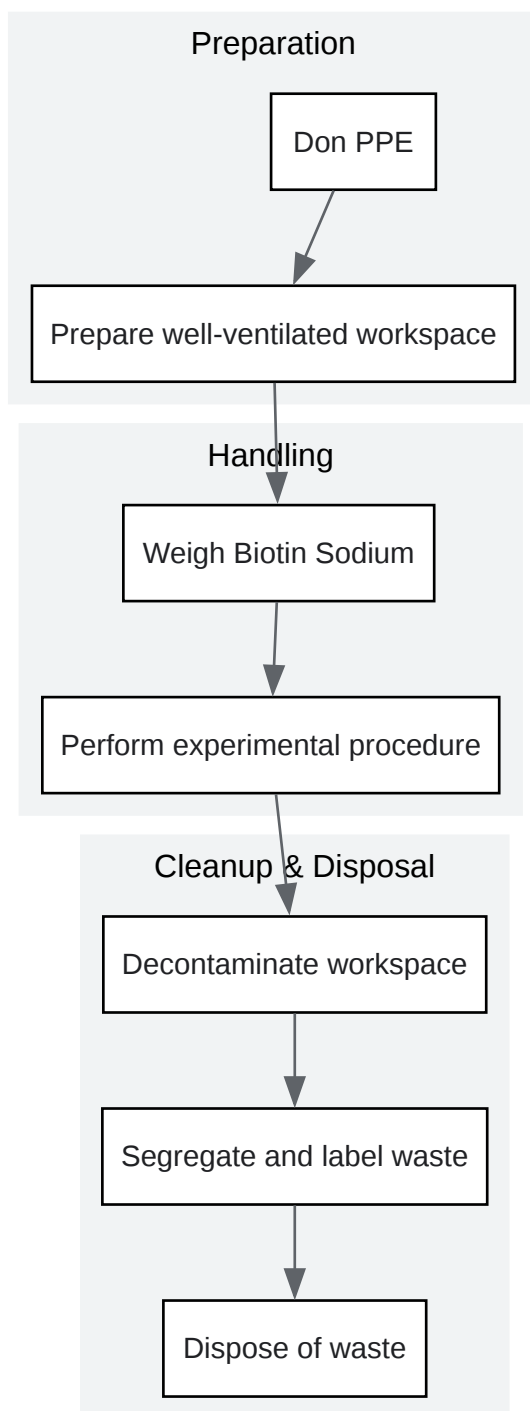 Preparation
Don PPE
Prepare well-ventilated workspace
Handling
Weigh Biotin Sodium
Perform experimental procedure
Cleanup & Disposal
Decontaminate workspace
Segregate and label waste
Dispose of waste